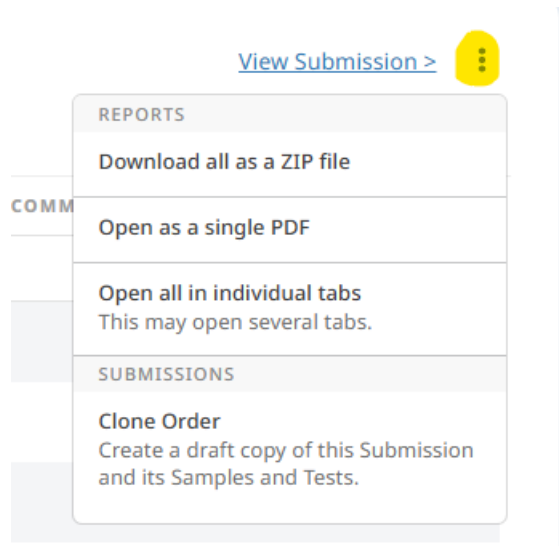 View Submission >
REPORTS
Download all as a ZIP file
COMM
Open as a single PDF
Open all in individual tabs
This may open several tabs.
SUBMISSIONS
Clone Order
Create a draft copy of this Submission
and its Samples and Tests.